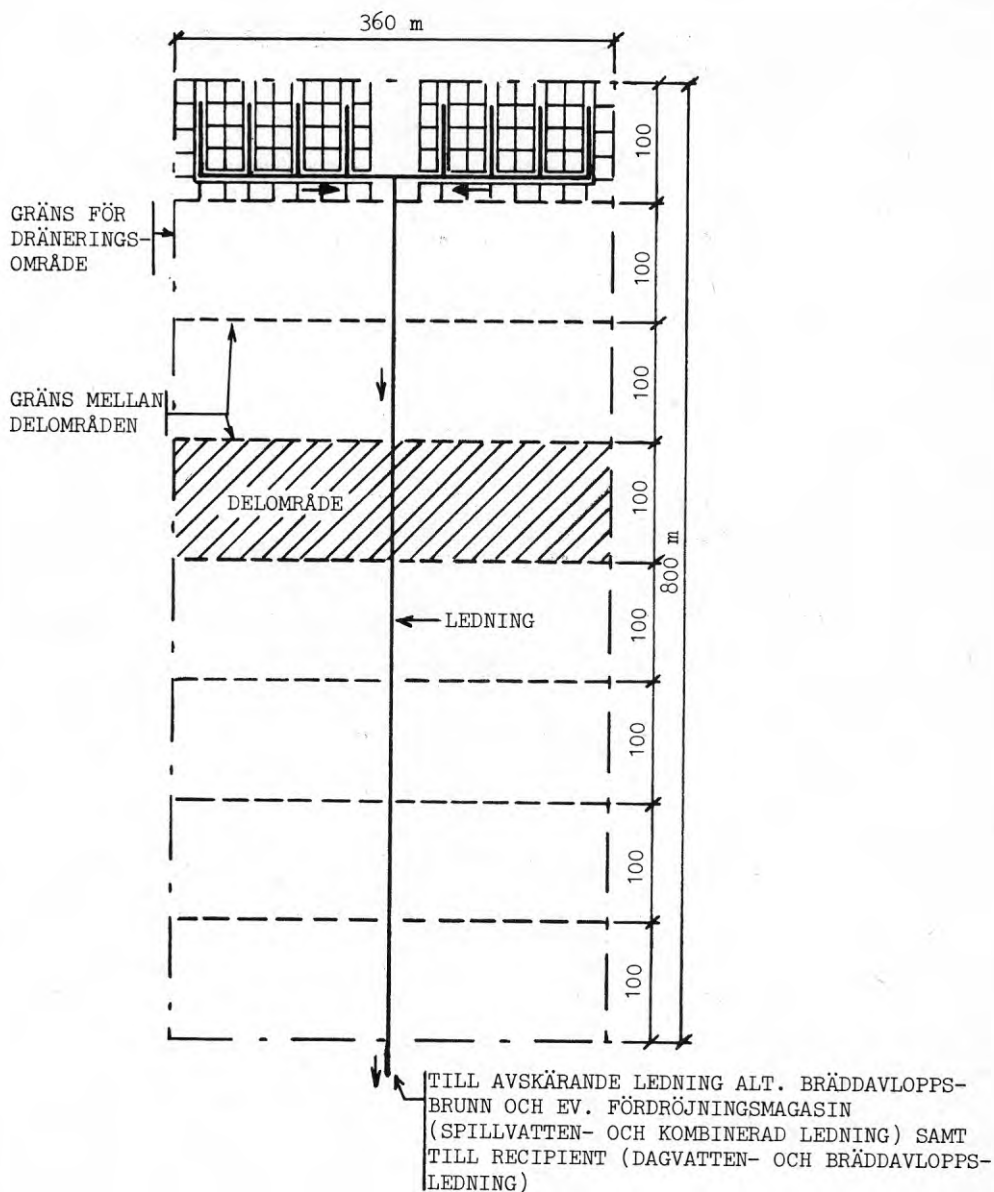 360 m
100
GRÄNS FÖR
DRÄNERINGS-
OMRÅDE
100
GRÄNS MELLAN
DELOMRÅDEN
100
DELOMRÅDE
100
800 m
LEDNING
100
100
100
100
TILL AVSKÄRANDE LEDNING ALT. BRÄDDAVLOPPS-
BRUNN OCH EV. FÖRDRÖJNINGSMAGASIN
(SPILLVATTEN- OCH KOMBINERAD LEDNING) SAMT
TILL RECIPIENT (DAGVATTEN- OCH BRÄDDAVLOPPS-
LEDNING)